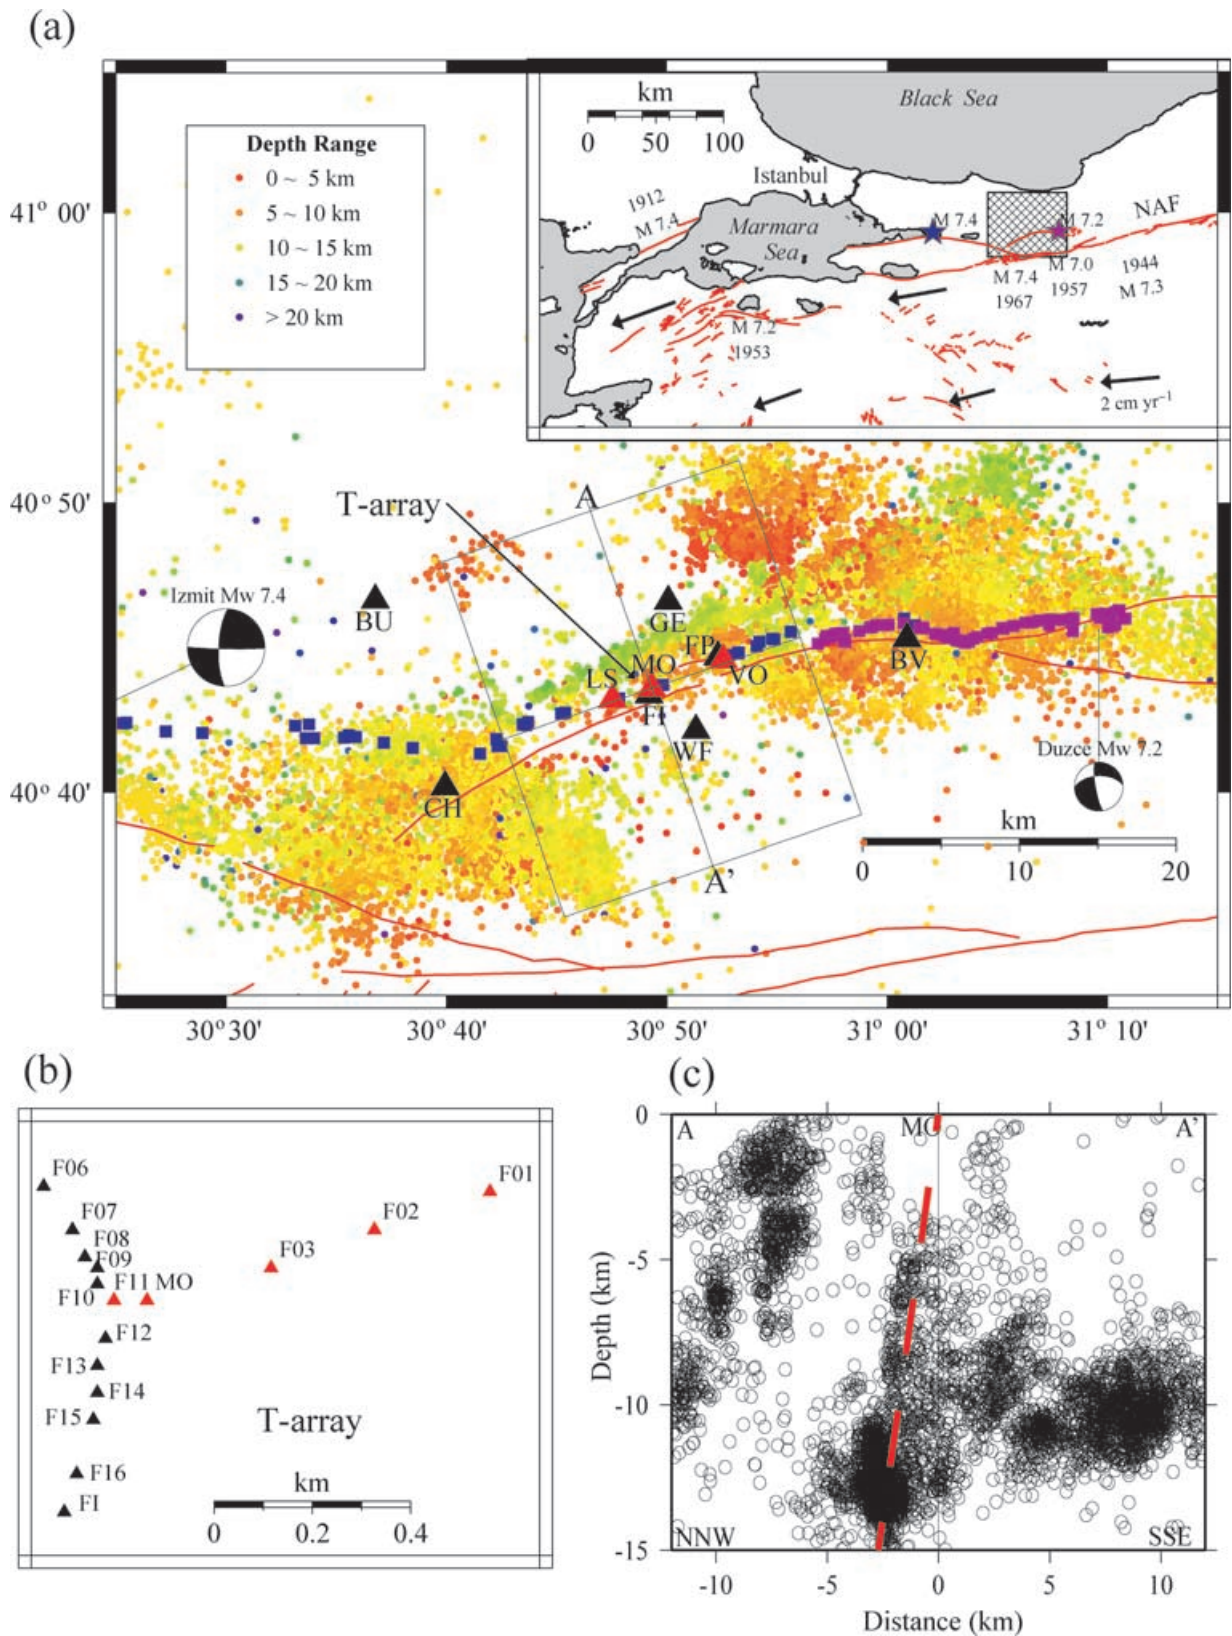 (a)
km
0 50 100
Black Sea
Istanbul
1912
M 7.4
Marmara
Sea
M 7.4
M 7.2
NAF
M 7.4
1967
M 7.0
1957
1944
M 7.3
M 7.2
1953
2 cm yr⁻¹
Depth Range
0 ~ 5 km
5 ~ 10 km
10 ~ 15 km
15 ~ 20 km
> 20 km
41° 00'
40° 50'
40° 40'
T-array
A
Izmit Mw 7.4
BU
GE
FP
MO
VO
BV
LS
FI
WF
CH
Duzce Mw 7.2
A'
km
0 10 20
30° 30' 30° 40' 30° 50' 31° 00' 31° 10'
(b)
F06
F01
F07
F02
F08
F09
F03
F11 MO
F10
F12
F13
F14
F15
T-array
F16
FI
km
0 0.2 0.4
(c)
A MO A'
0
-5
-10
-15
Depth (km)
NNW SSE
-10 -5 0 5 10
Distance (km)